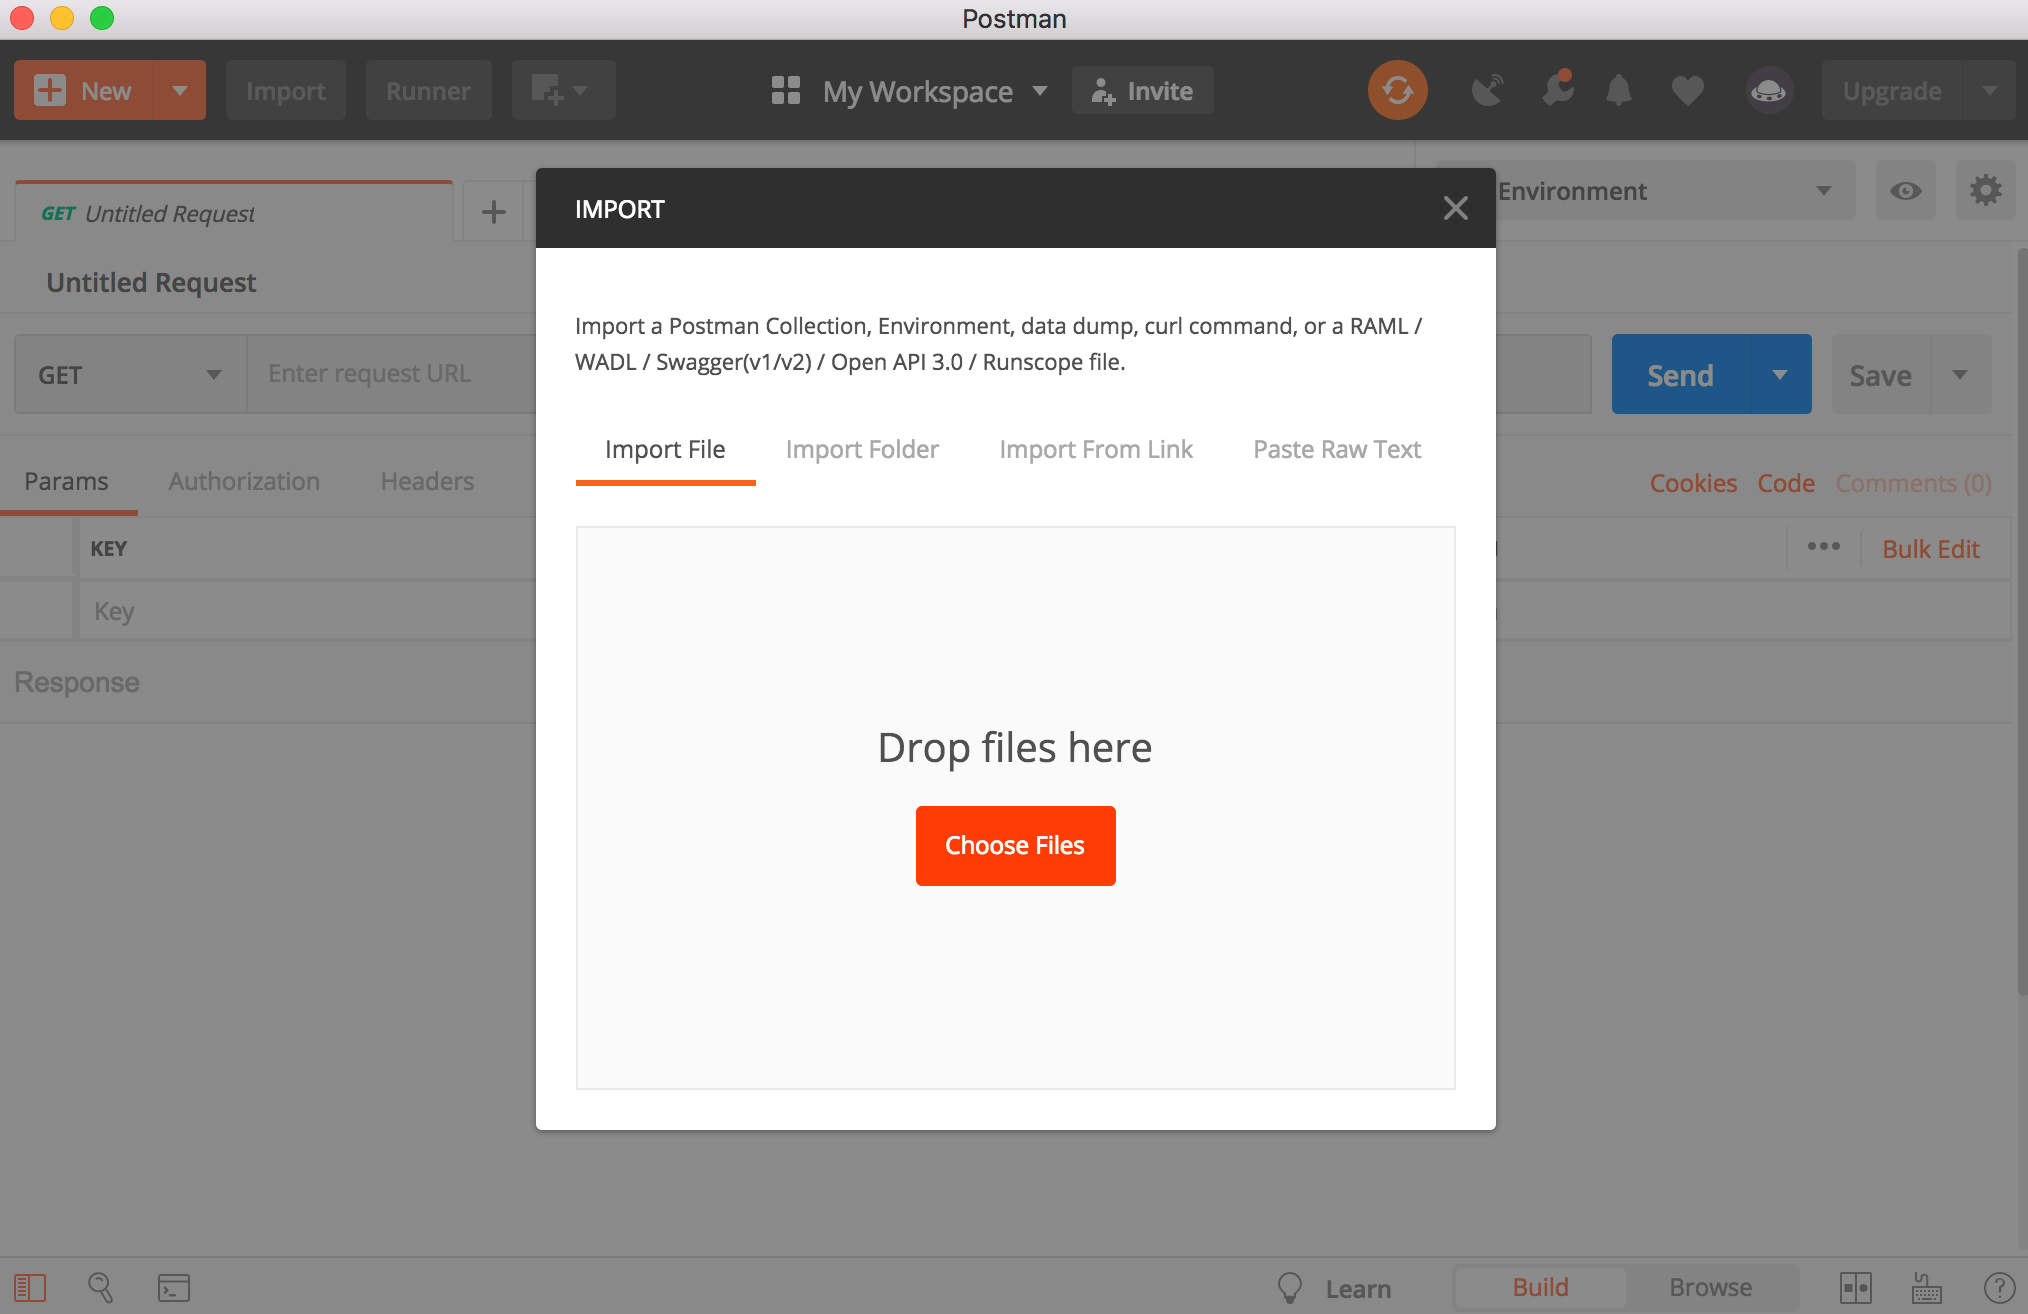 Postman
New Import Runner My Workspace Invite Upgrade
GET Untitled Request
Environment
Untitled Request
GET Enter request URL Send Save
Params Authorization Headers Cookies Code Comments (0)
KEY Bulk Edit
Key
Response
IMPORT
Import a Postman Collection, Environment, data dump, curl command, or a RAML /
WADL / Swagger(v1/v2) / Open API 3.0 / Runscope file.
Import File Import Folder Import From Link Paste Raw Text
Drop files here
Choose Files
Learn Build Browse